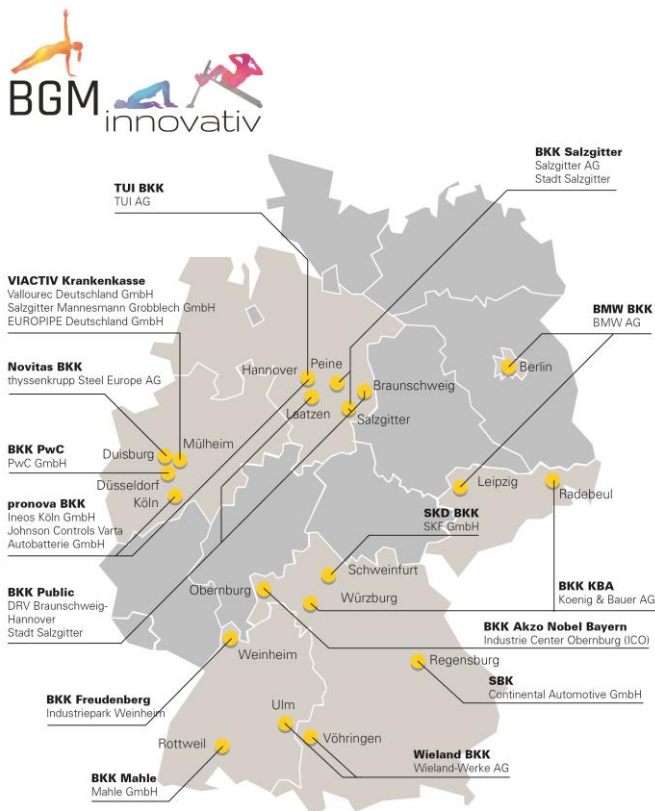 BGM
innovativ
BKK Salzgitter
Salzgitter AG
Stadt Salzgitter
TUI BKK
TUI AG
VIACTIV Krankenkasse
Vallourec Deutschland GmbH
Salzgitter Mannesmann Grobblech GmbH
EUROPIPE Deutschland GmbH
BMW BKK
BMW AG
Novitas BKK
thyssenkrupp Steel Europe AG
Hannover
Peine
Berlin
Braunschweig
Laatzen
Salzgitter
BKK PwC
PwC GmbH
Duisburg
Mülheim
Düsseldorf
Köln
Leipzig
Radebeul
pronova BKK
Ineos Köln GmbH
Johnson Controls Varta
Autobatterie GmbH
SKD BKK
SKF GmbH
Schweinfurt
BKK Public
DRV Braunschweig-
Hannover
Stadt Salzgitter
Obernburg
Würzburg
BKK KBA
Koenig & Bauer AG
BKK Akzo Nobel Bayern
Industrie Center Obernburg (ICO)
Weinheim
Regensburg
SBK
Continental Automotive GmbH
BKK Freudenberg
Industriepark Weinheim
Ulm
Rottweil
Vöhringen
Wieland BKK
Wieland-Werke AG
BKK Mahle
Mahle GmbH